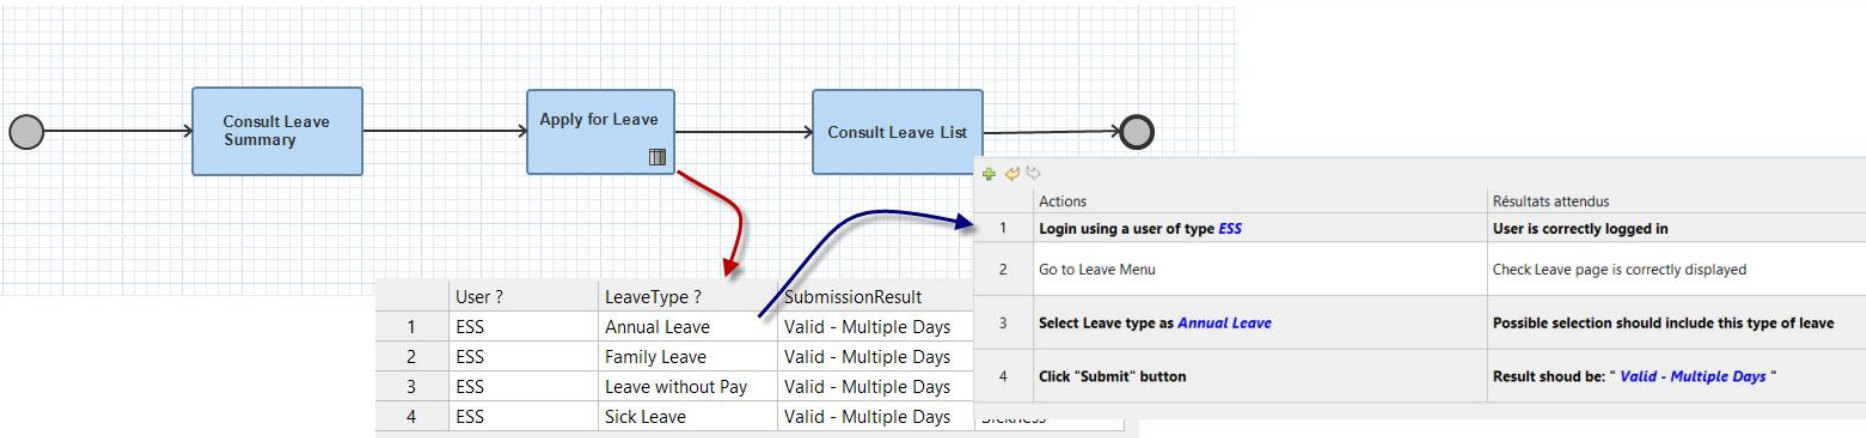 Consult Leave
Summary
Apply for Leave
Consult Leave List
Actions
Résultats attendus
1
Login using a user of type ESS
User is correctly logged in
2
Go to Leave Menu
Check Leave page is correctly displayed
3
Select Leave type as Annual Leave
Possible selection should include this type of leave
4
Click "Submit" button
Result shoud be: " Valid - Multiple Days "
User ?
LeaveType ?
SubmissionResult
1
ESS
Annual Leave
Valid - Multiple Days
2
ESS
Family Leave
Valid - Multiple Days
3
ESS
Leave without Pay
Valid - Multiple Days
4
ESS
Sick Leave
Valid - Multiple Days